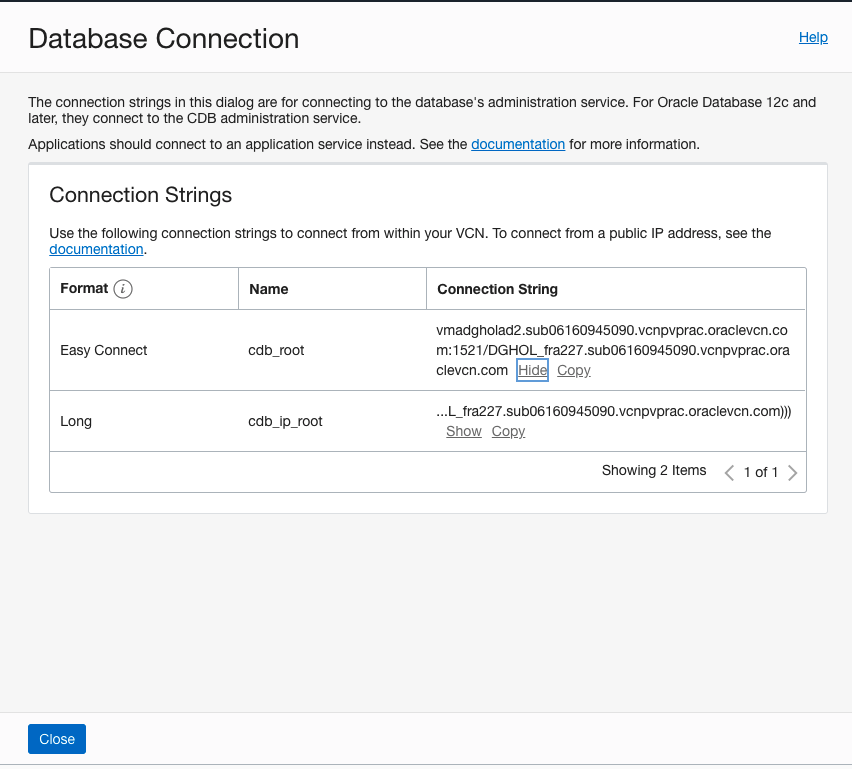 Database Connection
Help
The connection strings in this dialog are for connecting to the database's administration service. For Oracle Database 12c and
later, they connect to the CDB administration service.
Applications should connect to an application service instead. See the documentation for more information.
Connection Strings
Use the following connection strings to connect from within your VCN. To connect from a public IP address, see the
documentation.
Format i Name Connection String
Easy Connect cdb_root vmadgholad2.sub06160945090.vcnpvprac.oraclevcn.co
m:1521/DGHOL_fra227.sub06160945090.vcnpvprac.ora
claevcn.com Hide Copy
Long cdb_ip_root ...L_fra227.sub06160945090.vcnpvprac.oraclevcn.com)))
Show Copy
Showing 2 Items < 1 of 1 >
Close